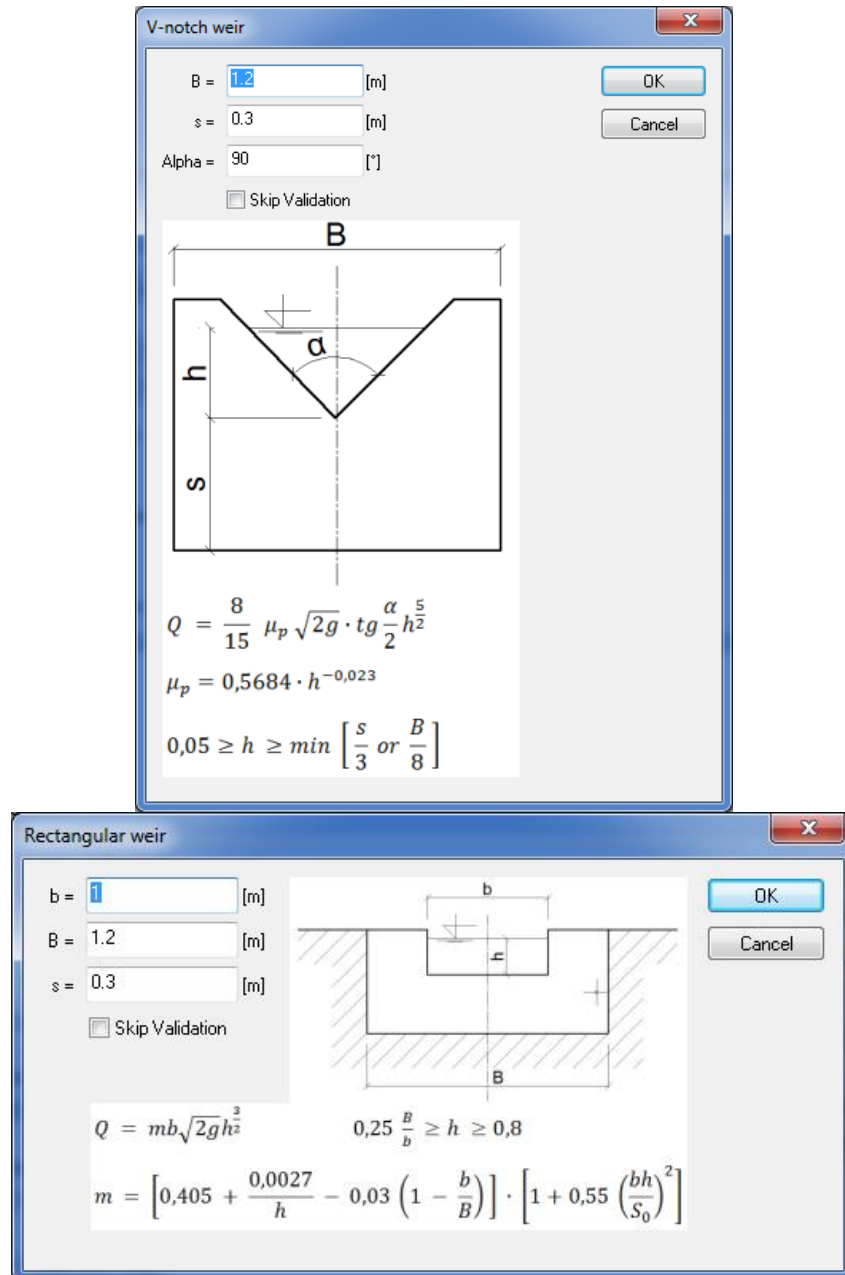 V-notch weir
B = 1.2 [m]
OK
s = 0.3 [m]
Cancel
Alpha = 90 [°]
Skip Validation
B
α
h
s
Q = 8/15 μ_p √2g · tg α/2 h^5/2
μ_p = 0,5684 · h^−0,023
0,05 ≥ h ≥ min [s/3 or B/8]
Rectangular weir
b = 1 [m]
b
OK
B = 1.2 [m]
Cancel
h
s = 0.3 [m]
Skip Validation
B
Q = mb√2g h^3/2    0,25 B/b ≥ h ≥ 0,8
m = [0,405 + 0,0027/h − 0,03 (1 − b/B)] · [1 + 0,55 (bh/S_0)^2]